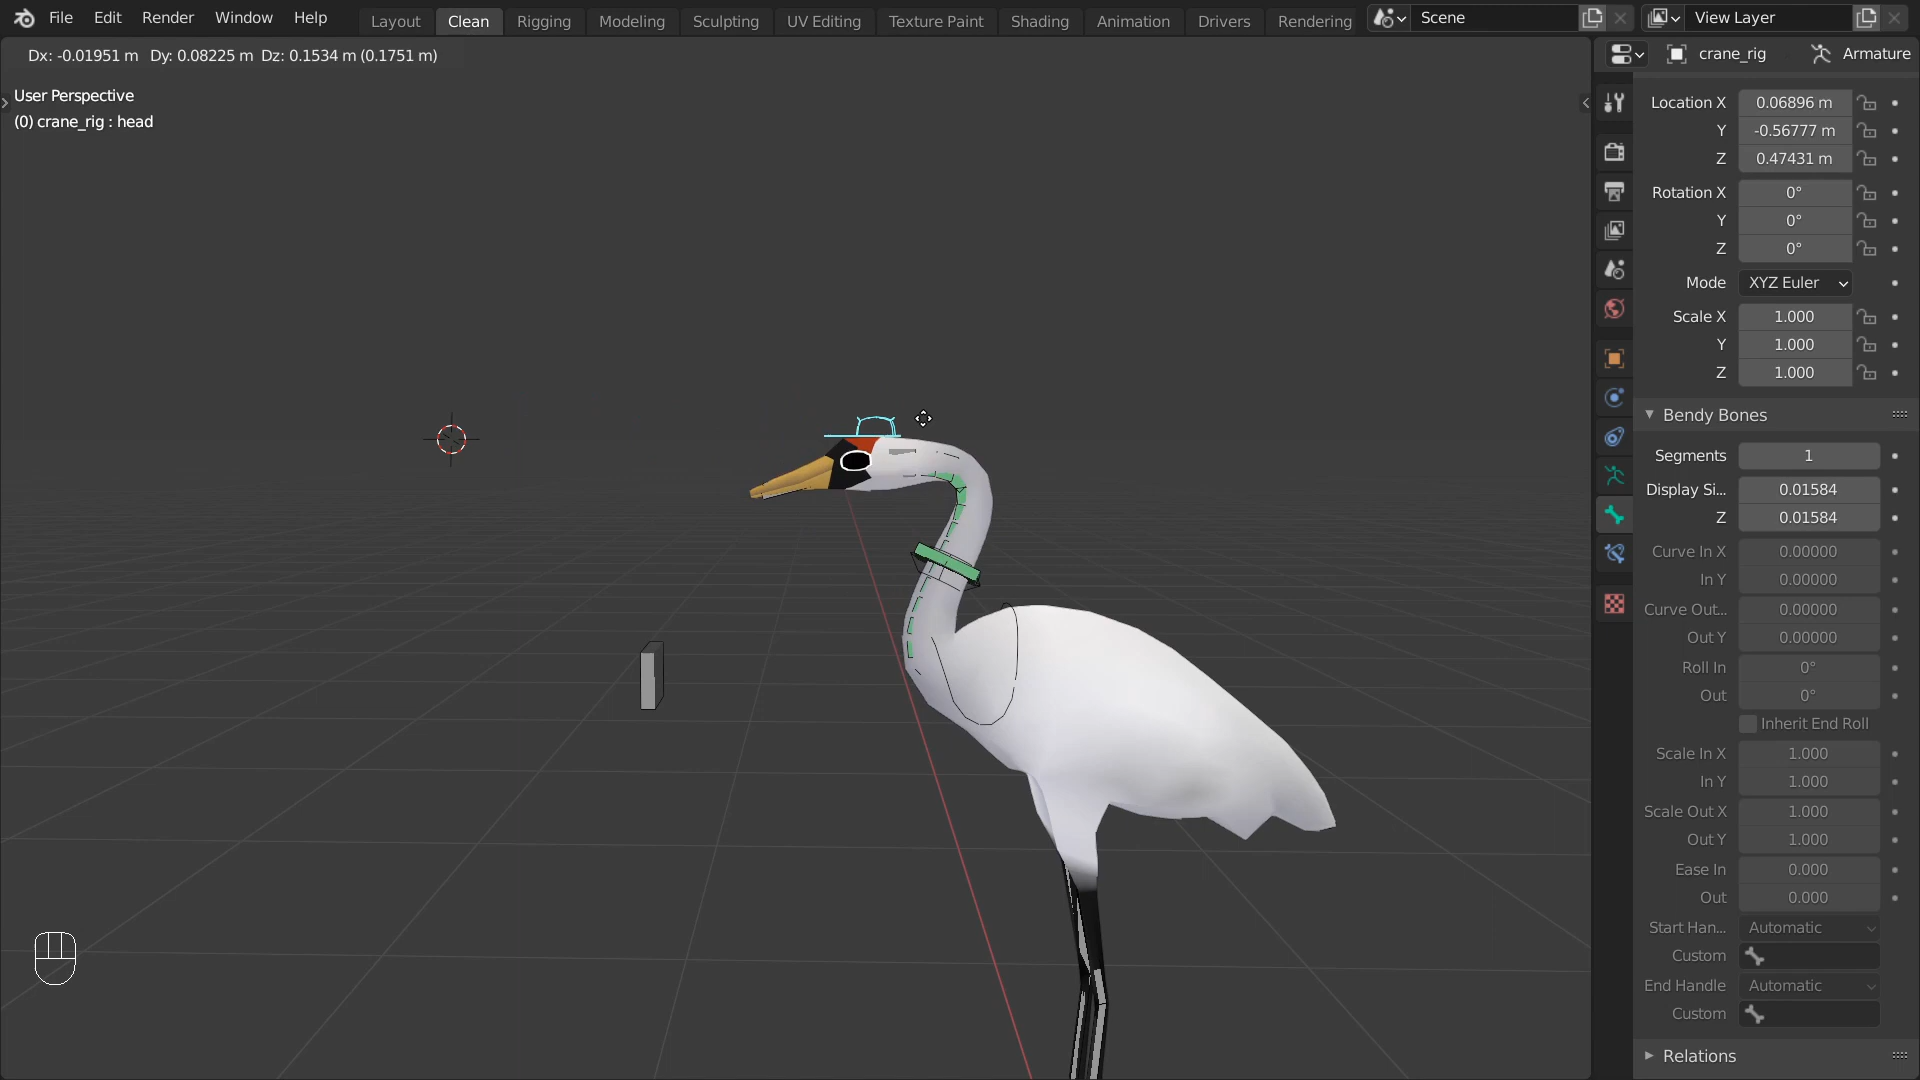 File Edit Render Window Help Layout Clean Rigging Modeling Sculpting UV Editing Texture Paint Shading Animation Drivers Rendering Scene View Layer
Dx: -0.01951 m Dy: 0.08225 m Dz: 0.1534 m (0.1751 m)
crane_rig Armature
User Perspective
(0) crane_rig : head
Location X 0.06896 m
Y -0.56777 m
Z 0.47431 m
Rotation X 0°
Y 0°
Z 0°
Mode XYZ Euler
Scale X 1.000
Y 1.000
Z 1.000
Bendy Bones
Segments 1
Display Si... 0.01584
Z 0.01584
Curve In X 0.00000
In Y 0.00000
Curve Out... 0.00000
Out Y 0.00000
Roll In 0°
Out 0°
Inherit End Roll
Scale In X 1.000
In Y 1.000
Scale Out X 1.000
Out Y 1.000
Ease In 0.000
Out 0.000
Start Han... Automatic
Custom
End Handle Automatic
Custom
Relations